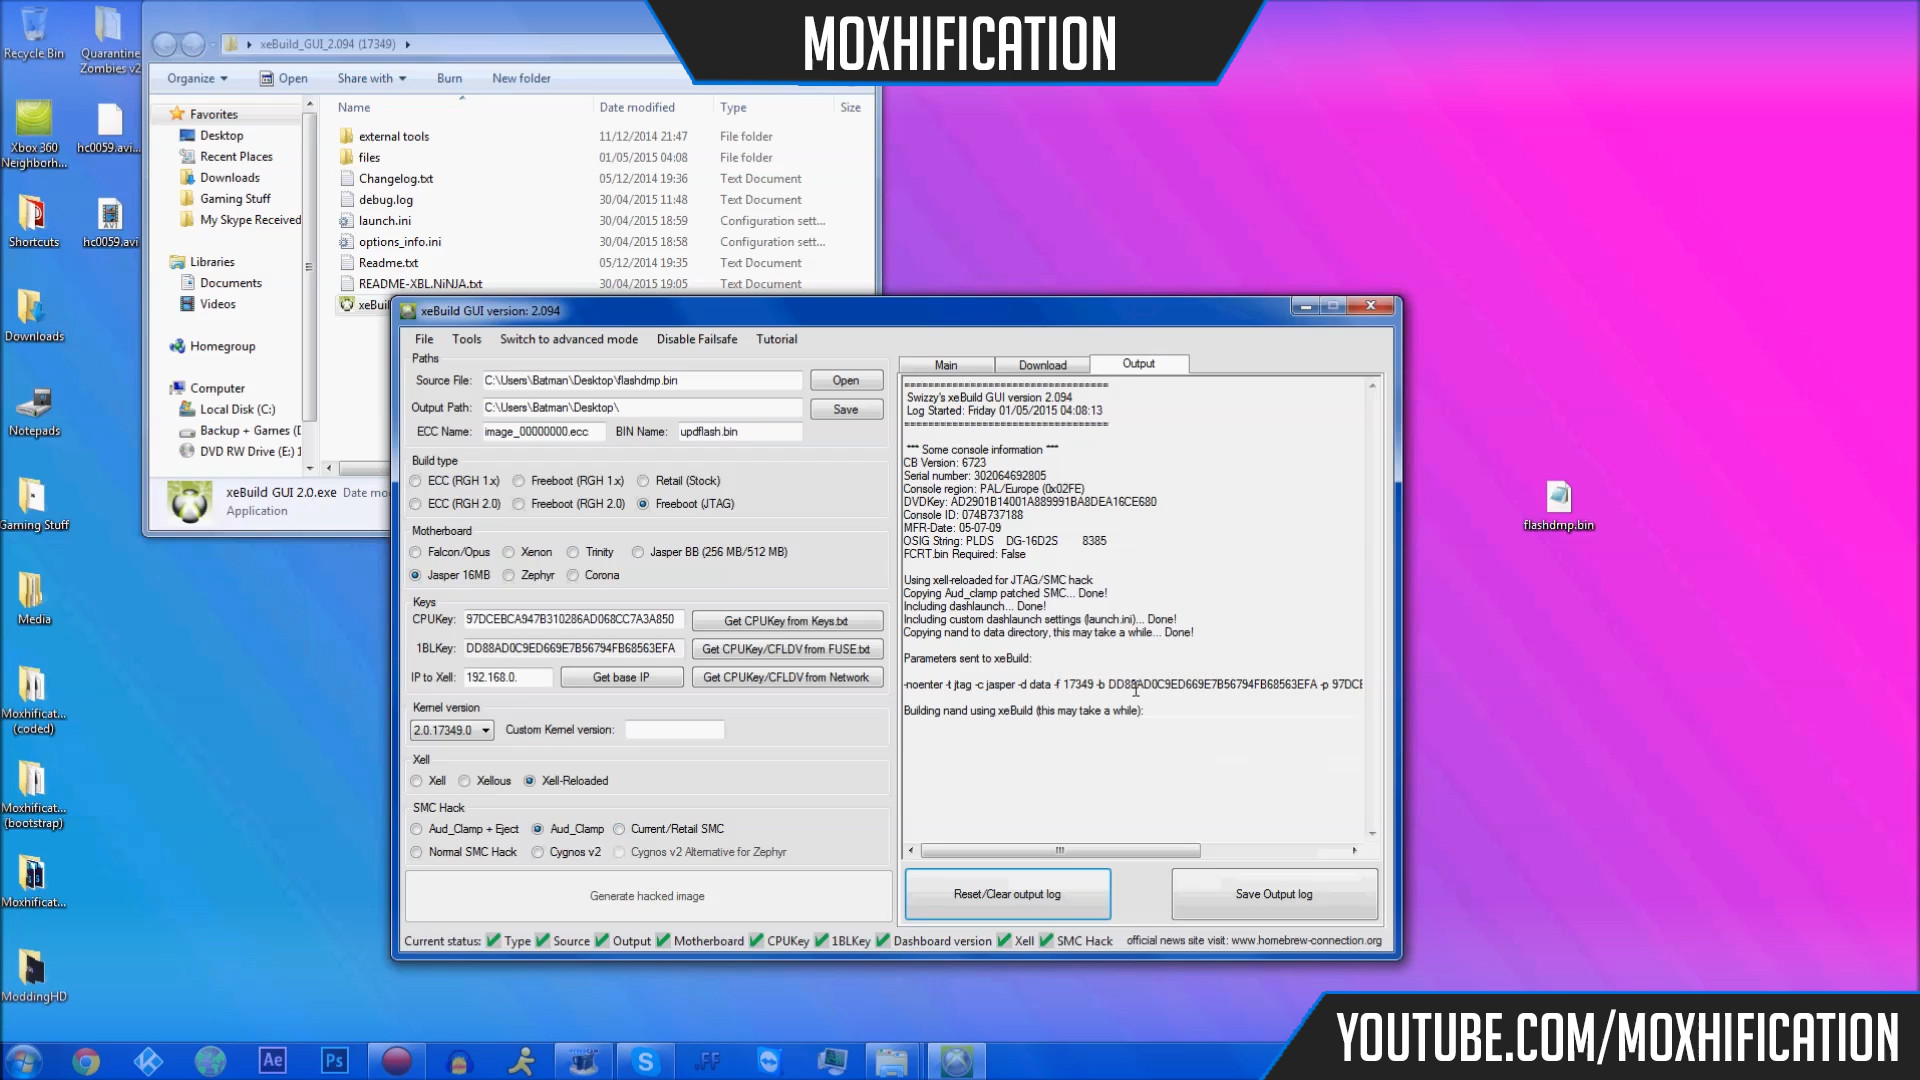 MOXHIFICATION
Recycle Bin
Quarantine Zombies v2
Xbox 360 Neighborh...
hc0059.avi...
Shortcuts
hc0059.avi
Downloads
Notepads
Gaming Stuff
Media
Moxhificat... (coded)
Moxhificat... (bootstrap)
Moxhificat...
ModdingHD
xeBuild_GUI_2.094 (17349)
Organize Open Share with Burn New folder
Name Date modified Type Size
Favorites
Desktop
Recent Places
Downloads
Gaming Stuff
My Skype Received
Libraries
Documents
Videos
Homegroup
Computer
Local Disk (C:)
Backup + Games (D
DVD RW Drive (E:) 1
external tools 11/12/2014 21:47 File folder
files 01/05/2015 04:08 File folder
Changelog.txt 05/12/2014 19:36 Text Document
debug.log 30/04/2015 11:48 Text Document
launch.ini 30/04/2015 18:59 Configuration sett...
options_info.ini 30/04/2015 18:58 Configuration sett...
Readme.txt 05/12/2014 19:35 Text Document
README-XBL.NiNJA.txt 30/04/2015 19:05 Text Document
xeBuil
xeBuild GUI 2.0.exe Date mo
Application
xeBuild GUI version: 2.094
File Tools Switch to advanced mode Disable Failsafe Tutorial
Paths
Source File: C:\Users\Batman\Desktop\flashdmp.bin Open
Output Path: C:\Users\Batman\Desktop\ Save
ECC Name: image_00000000.ecc BIN Name: updflash.bin
Build type
ECC (RGH 1.x) Freeboot (RGH 1.x) Retail (Stock)
ECC (RGH 2.0) Freeboot (RGH 2.0) Freeboot (JTAG)
Motherboard
Falcon/Opus Xenon Trinity Jasper BB (256 MB/512 MB)
Jasper 16MB Zephyr Corona
Keys
CPUKey: 97DCEBCA947B310286AD068CC7A3A850 Get CPUKey from Keys.txt
1BLKey: DD88AD0C9ED669E7B56794FB68563EFA Get CPUKey/CFLDV from FUSE.txt
IP to Xell: 192.168.0. Get base IP Get CPUKey/CFLDV from Network
Kernel version
2.0.17349.0 Custom Kernel version:
Xell
Xell Xellous Xell-Reloaded
SMC Hack
Aud_Clamp + Eject Aud_Clamp Current/Retail SMC
Normal SMC Hack Cygnos v2 Cygnos v2 Alternative for Zephyr
Generate hacked image
Main Download Output
=================================
Swizzy's xeBuild GUI version 2.094
Log Started: Friday 01/05/2015 04:08:13
=================================
*** Some console information ***
CB Version: 6723
Serial number: 302064692805
Console region: PAL/Europe (0x02FE)
DVDKey: AD2901B14001A889991BA8DEA16CE680
Console ID: 074B737188
MFR-Date: 05-07-09
OSIG String: PLDS DG-16D2S 8385
FCRT.bin Required: False
Using xell-reloaded for JTAG/SMC hack
Copying Aud_clamp patched SMC... Done!
Including dashlaunch... Done!
Including custom dashlaunch settings (launch.ini)... Done!
Copying nand to data directory, this may take a while... Done!
Parameters sent to xeBuild:
-noenter -t jtag -c jasper -d data -f 17349 -b DD88AD0C9ED669E7B56794FB68563EFA -p 97DCE
Building nand using xeBuild (this may take a while):
Reset/Clear output log Save Output log
Current status: Type Source Output Motherboard CPUKey 1BLKey Dashboard version Xell SMC Hack official news site visit: www.homebrew-connection.org
flashdmp.bin
Ae Ps S FF
YOUTUBE.COM/MOXHIFICATION